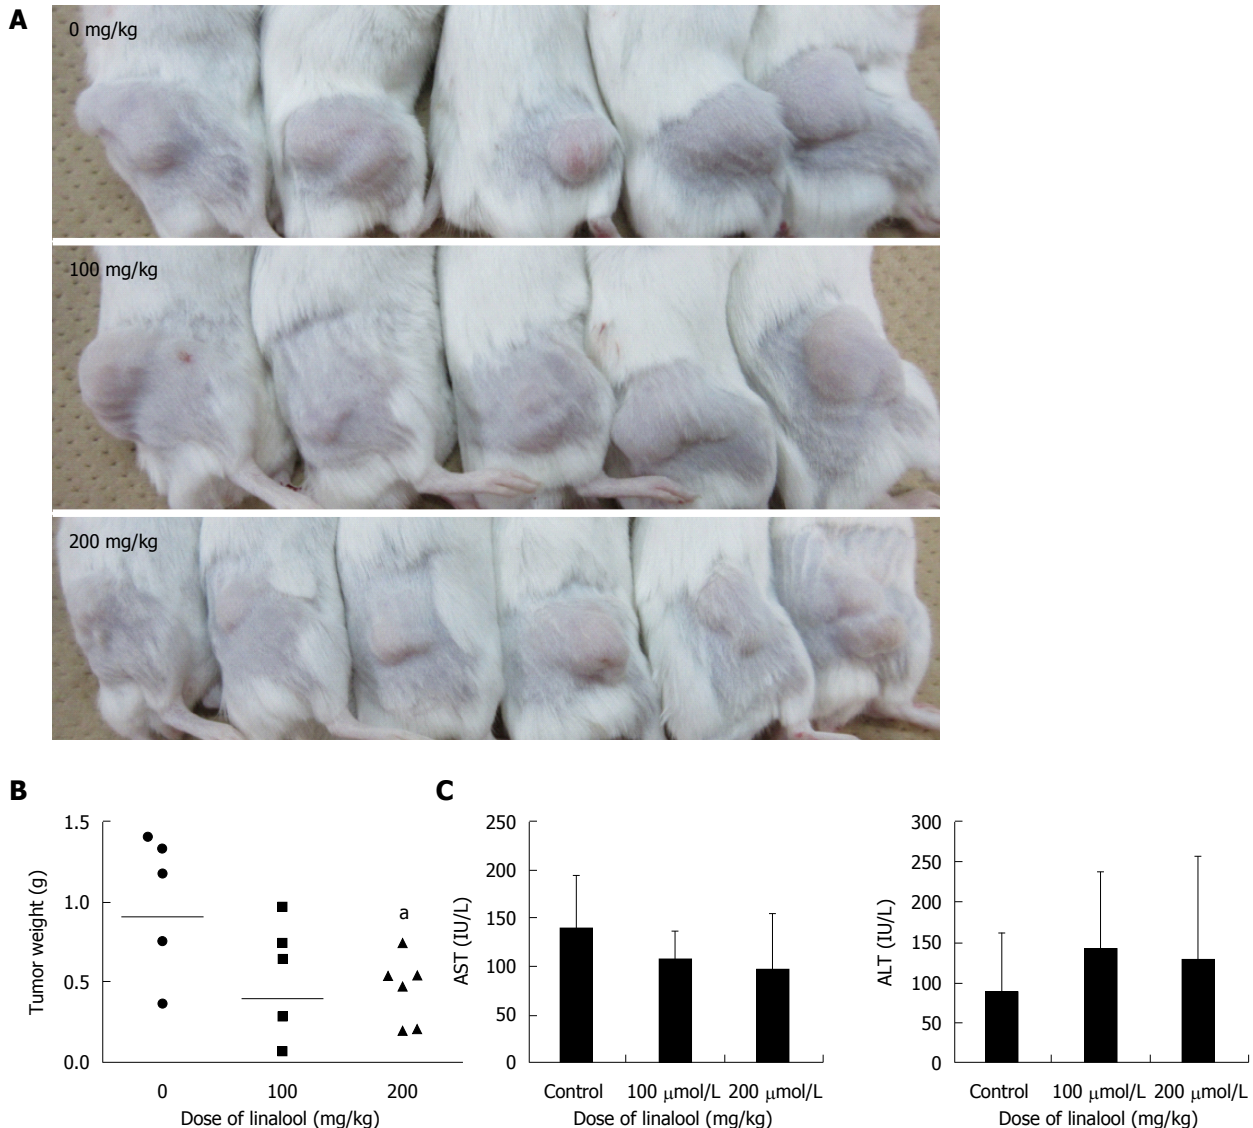 A
0 mg/kg
100 mg/kg
200 mg/kg
B
Tumor weight (g)
1.5
1.0
0.5
0.0
a
0
100
200
Dose of linalool (mg/kg)
C
AST (IU/L)
250
200
150
100
50
0
Control
100 μmol/L
200 μmol/L
Dose of linalool (mg/kg)
ALT (IU/L)
300
250
200
150
100
50
0
Control
100 μmol/L
200 μmol/L
Dose of linalool (mg/kg)